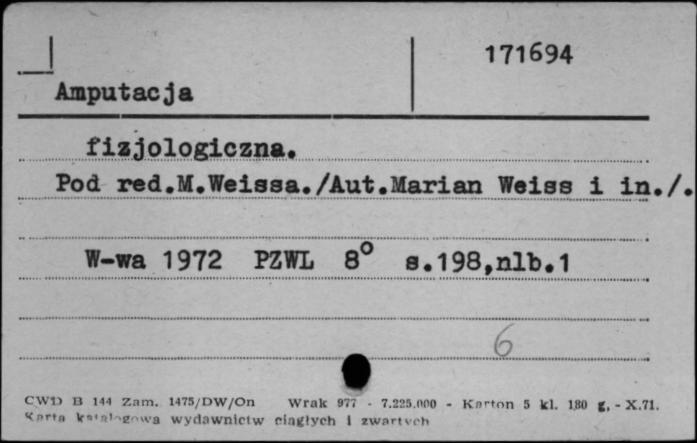 171694
Amputacja
fizjologiczna.
Pod red.M.Weissa./Aut.Marian Weiss i in./.
W-wa 1972 PZWL 8° s.198,nlb.1
6
CWD B 144 Zam. 1475/DW/On Wrak 977 - 7.225.000 - Karton 5 kl. 180 g, - X.71.
Karta katalogowa wydawnictw ciągłych i zwartych